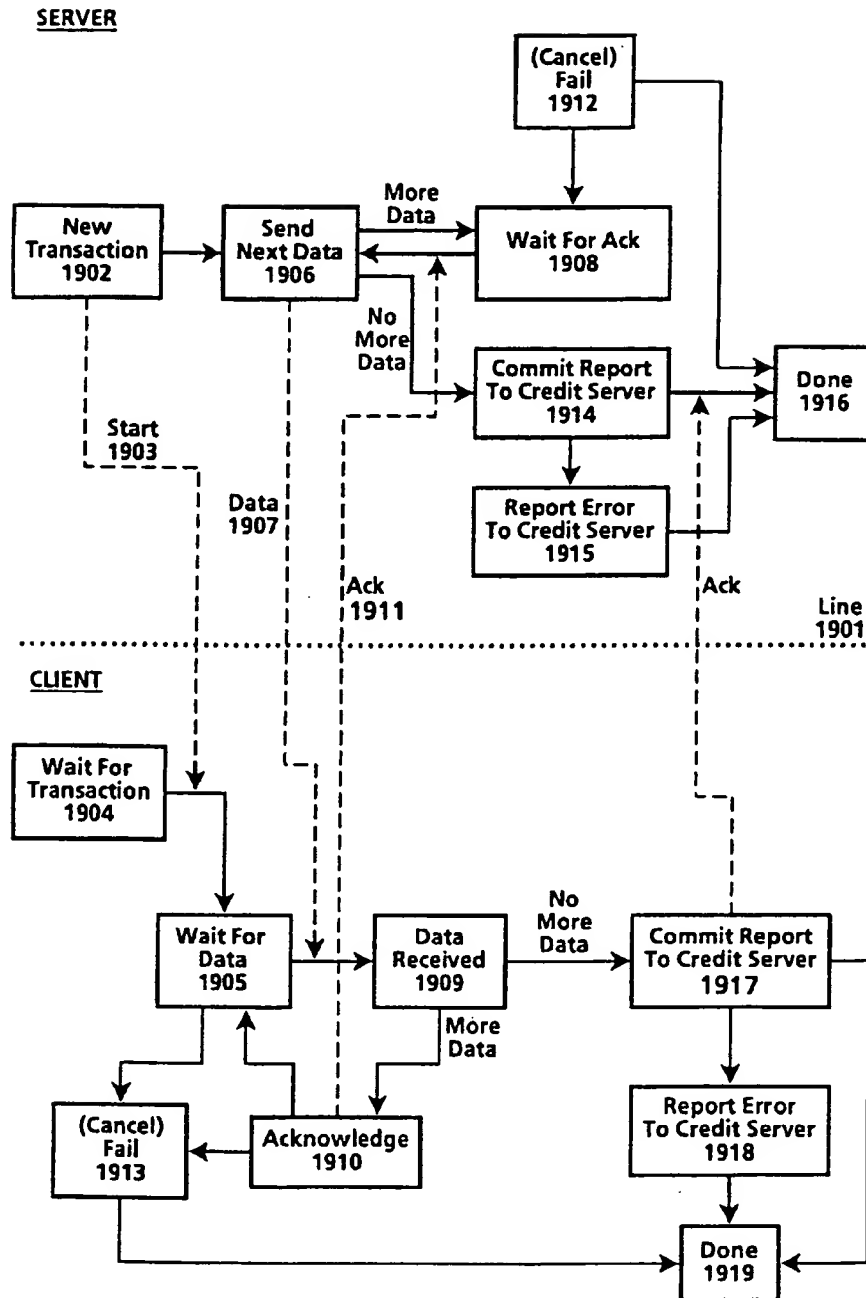 SERVER
(Cancel)
Fail
1912
New
Transaction
1902
Send
Next Data
1906
More
Data
Wait For Ack
1908
No
More
Data
Commit Report
To Credit Server
1914
Done
1916
Start
1903
Data
1907
Report Error
To Credit Server
1915
Ack
1911
Ack
Line
1901
CLIENT
Wait For
Transaction
1904
Wait For
Data
1905
Data
Received
1909
No
More
Data
Commit Report
To Credit Server
1917
More
Data
(Cancel)
Fail
1913
Acknowledge
1910
Report Error
To Credit Server
1918
Done
1919